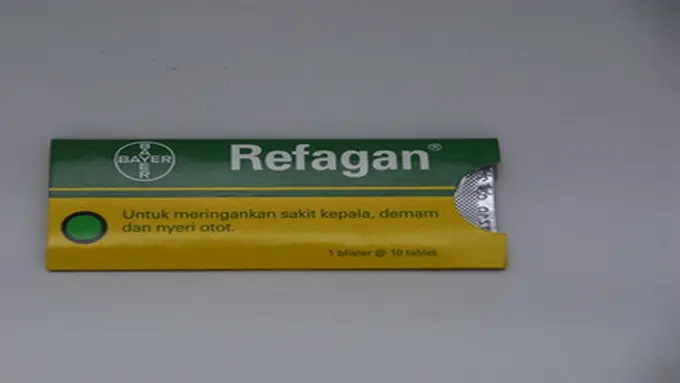 BAYER
BAYER
Refagan®
Untuk meringankan sakit kepala, demam
dan nyeri otot.
1 blister @ 10 tablet